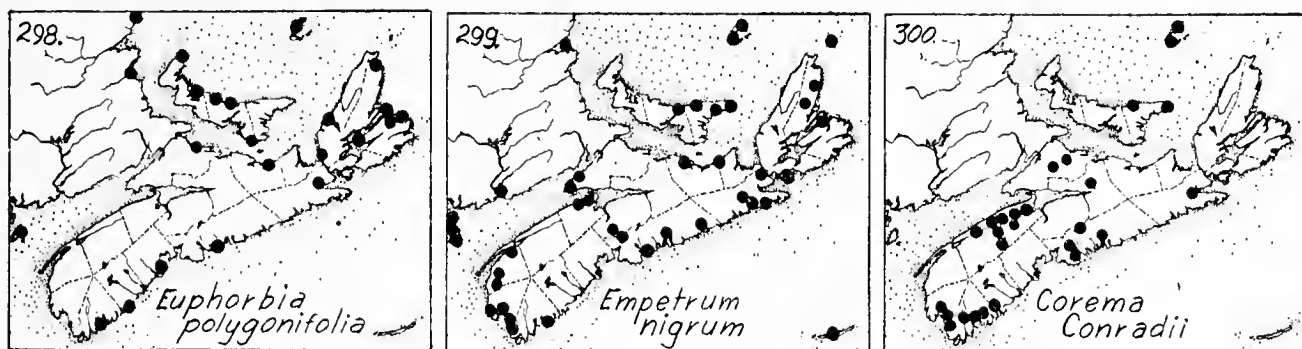 298.
Euphorbia
polygonifolia
299.
Empetrum
nigrum
300.
Corema
Conradii